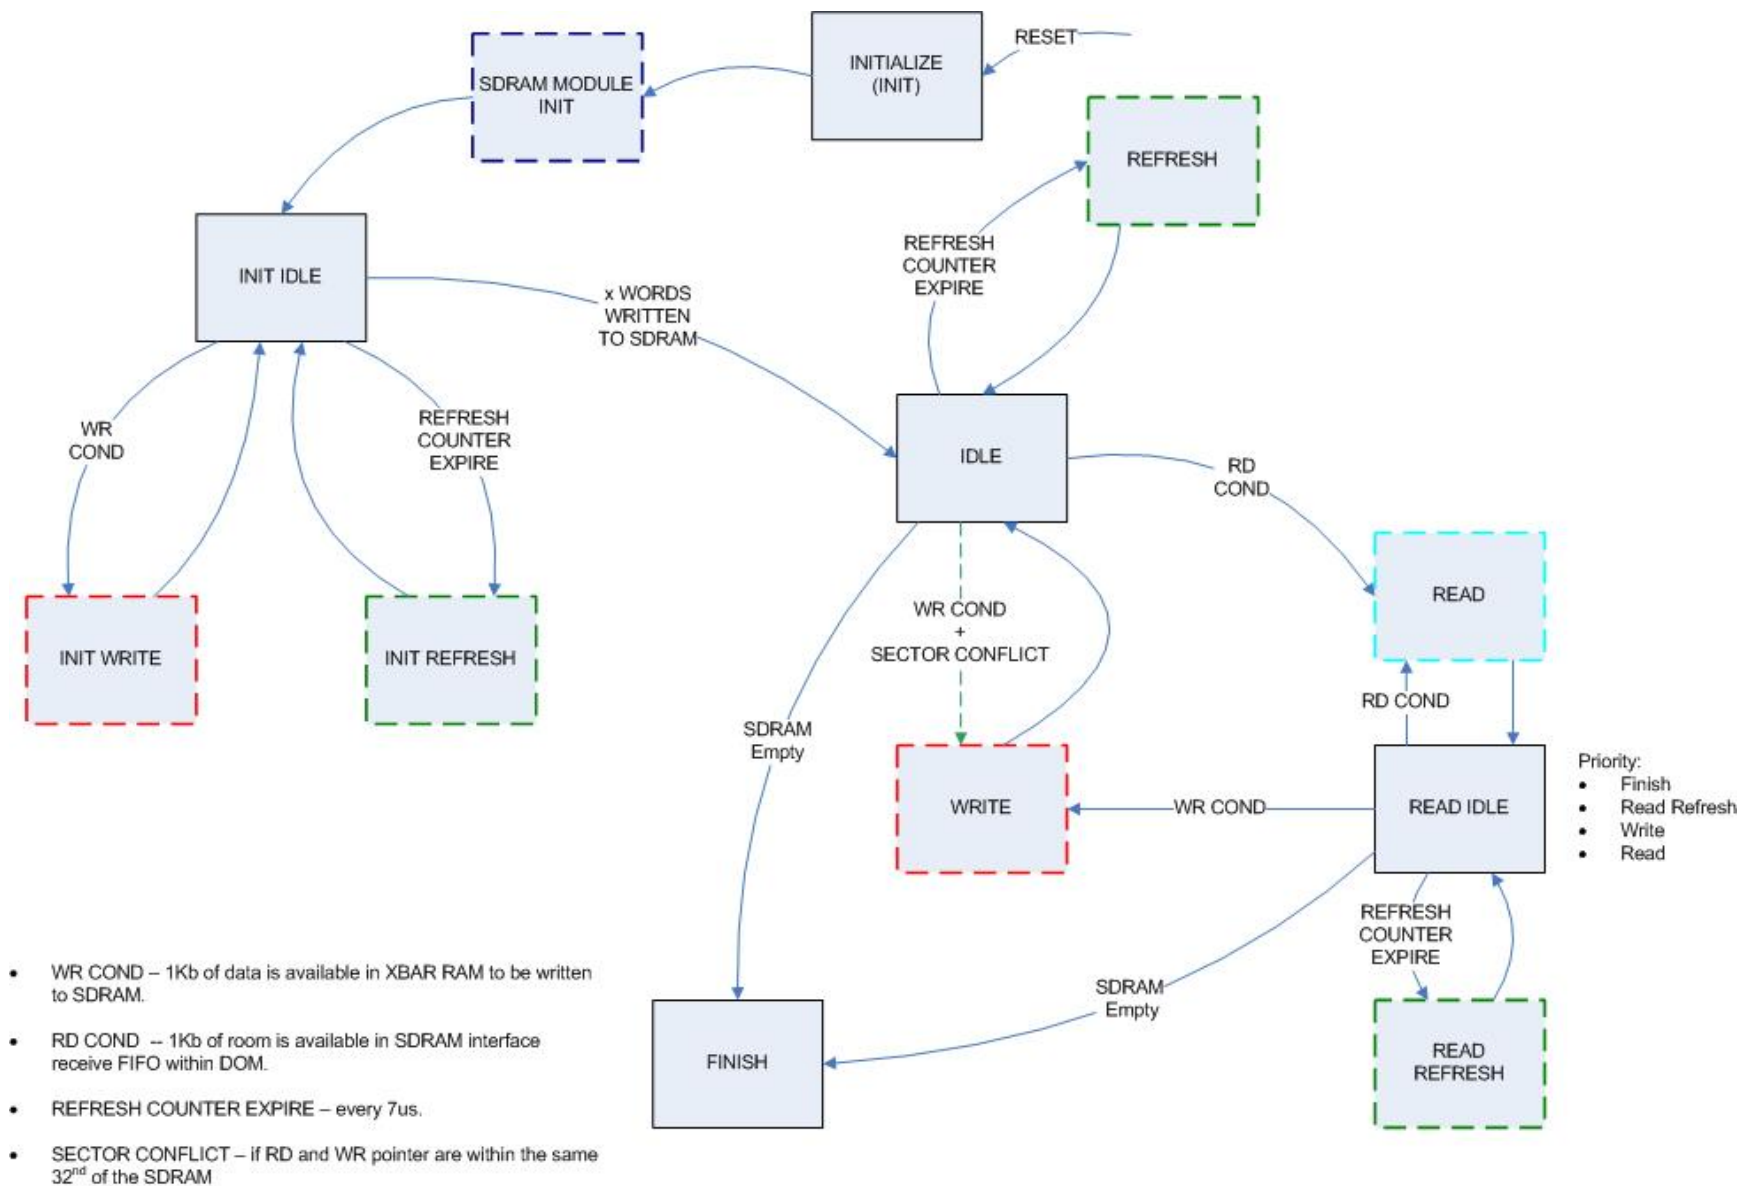 RESET
INITIALIZE
(INIT)
SDRAM MODULE
INIT
REFRESH
INIT IDLE
REFRESH
COUNTER
EXPIRE
x WORDS
WRITTEN
TO SDRAM
WR
COND
REFRESH
COUNTER
EXPIRE
IDLE
RD
COND
INIT WRITE
INIT REFRESH
WR COND
+
SECTOR CONFLICT
READ
RD COND
SDRAM
Empty
WRITE
WR COND
READ IDLE
Priority:
• Finish
• Read Refresh
• Write
• Read
REFRESH
COUNTER
EXPIRE
SDRAM
Empty
FINISH
READ
REFRESH
• WR COND – 1Kb of data is available in XBAR RAM to be written
to SDRAM.
• RD COND -- 1Kb of room is available in SDRAM interface
receive FIFO within DOM.
• REFRESH COUNTER EXPIRE – every 7us.
• SECTOR CONFLICT – if RD and WR pointer are within the same
32nd of the SDRAM